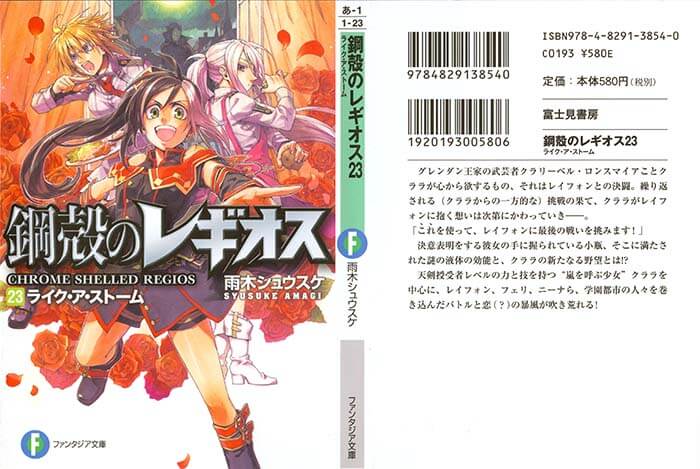 鋼殻のレギオス
CHROME SHELLED REGIOS
23 ライク・ア・ストーム
雨木シュウスケ
SYUSUKE AMAGI
F ファンタジア文庫
あ-1
1-23
鋼殻のレギオス23
ライク・ア・ストーム
F
雨木シュウスケ
ファンタジア文庫
9784829138540
1920193005806
ISBN978-4-8291-3854-0
C0193 ¥580E
定価:本体580円(税別)
富士見書房
鋼殻のレギオス23
ライク・ア・ストーム
グレンダン王家の武芸者クラリーベル・ロンスマイアことク
ララが心から欲するもの、それはレイフォンとの決闘。繰り返
される(クララからの一方的な)挑戦の果て、クララがレイフ
ォンに抱く想いは次第にかわっていき――。
「これを使って、レイフォンに最後の戦いを挑みます!」
決意表明をする彼女の手に握られている小瓶、そこに満たさ
れた謎の液体の効能と、クララの新たなる野望とは!?
天剣授受者レベルの力と技を持つ“嵐を呼ぶ少女”クララを
中心に、レイフォン、フェリ、ニーナら、学園都市の人々を巻
き込んだバトルと恋(?)の暴風が吹き荒れる!